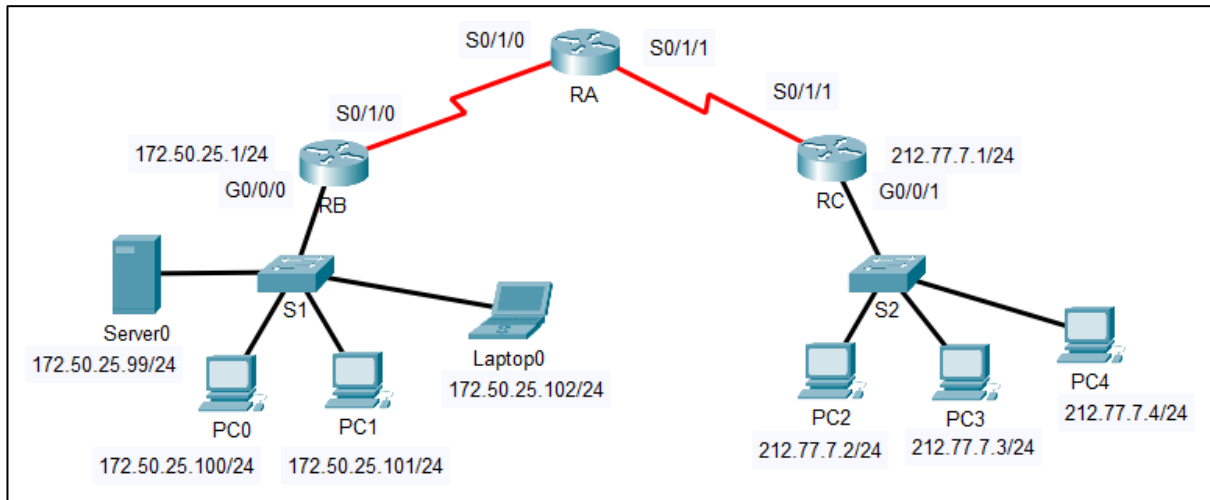 S0/1/0
S0/1/1
RA
S0/1/1
S0/1/0
172.50.25.1/24
212.77.7.1/24
G0/0/0
RB
RC
G0/0/1
S1
S2
Server0
172.50.25.99/24
Laptop0
172.50.25.102/24
PC0
172.50.25.100/24
PC1
172.50.25.101/24
PC2
212.77.7.2/24
PC3
212.77.7.3/24
PC4
212.77.7.4/24